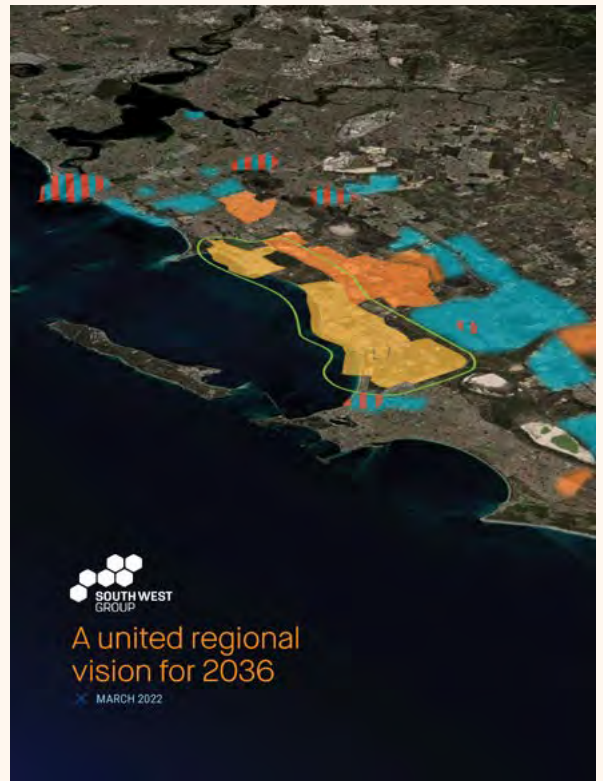 SOUTH WEST
GROUP
A united regional
vision for 2036
MARCH 2022